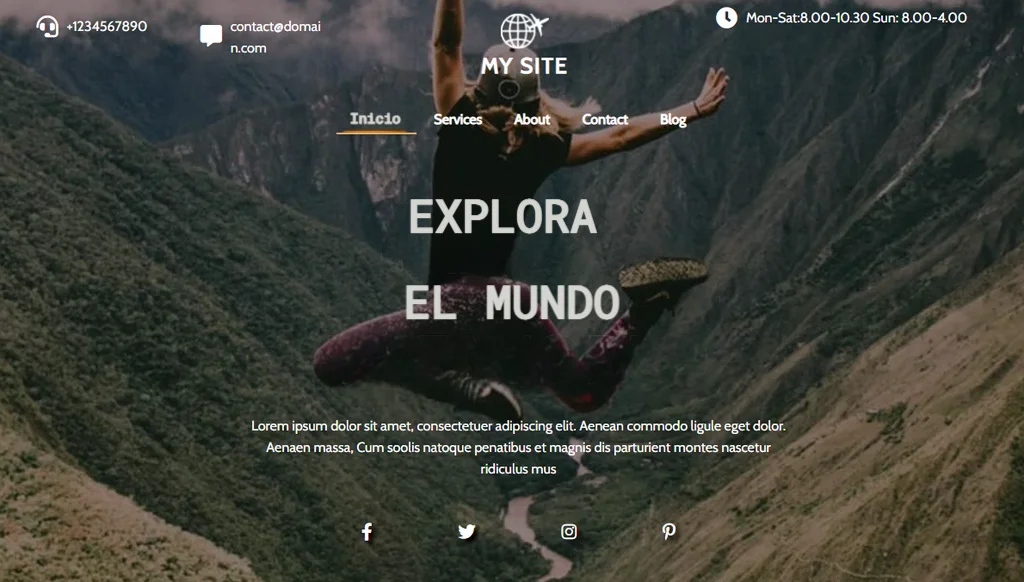 +1234567890
contact@domai
n.com
MY SITE
Mon-Sat:8.00-10.30 Sun: 8.00-4.00
Inicio
Services
About
Contact
Blog
EXPLORA
EL MUNDO
Lorem ipsum dolor sit amet, consectetuer adipiscing elit. Aenean commodo ligule eget dolor.
Aenaen massa, Cum soolis natoque penatibus et magnis dis parturient montes nascetur
ridiculus mus